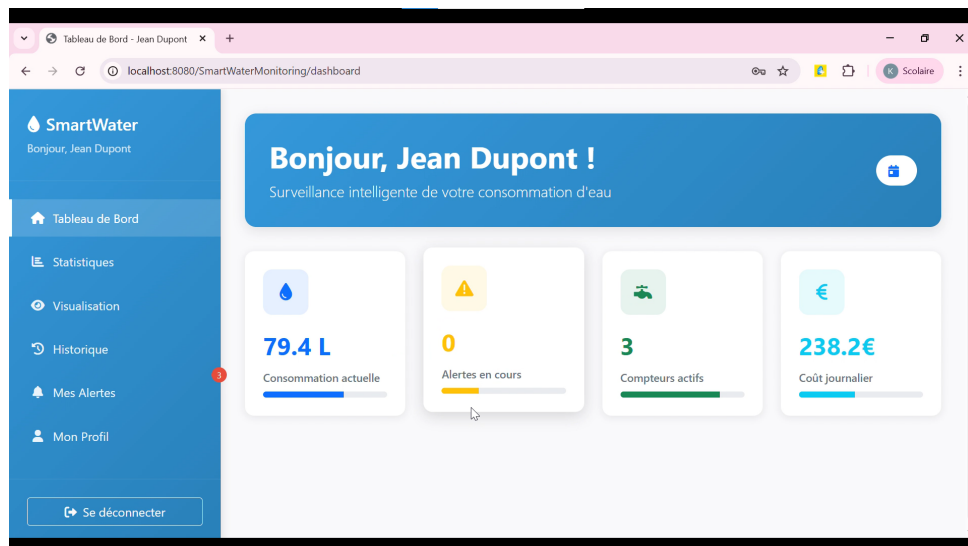 Tableau de Bord - Jean Dupont
localhost:8080/SmartWaterMonitoring/dashboard
K Scolaire
SmartWater
Bonjour, Jean Dupont
Tableau de Bord
Statistiques
Visualisation
Historique
3
Mes Alertes
Mon Profil
Se déconnecter
Bonjour, Jean Dupont !
Surveillance intelligente de votre consommation d'eau
79.4 L
Consommation actuelle
0
Alertes en cours
3
Compteurs actifs
€
238.2€
Coût journalier